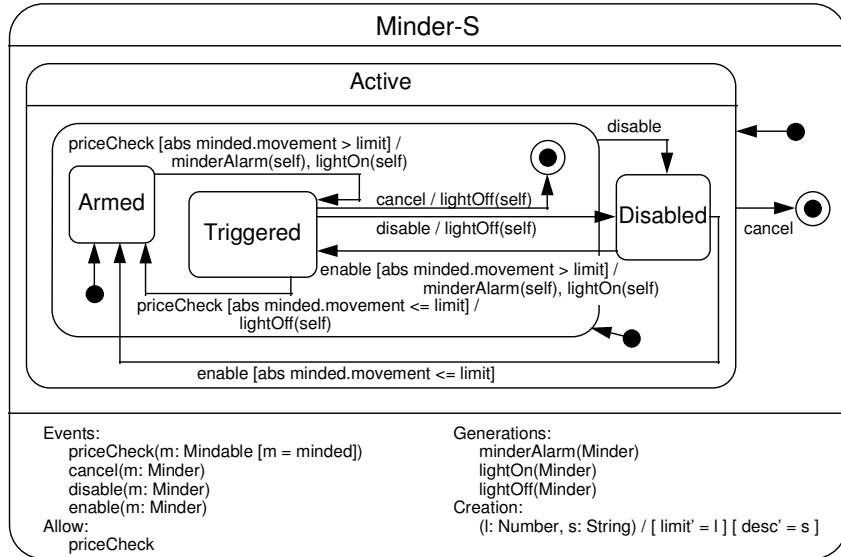 Minder-S
Active
priceCheck [abs minded.movement > limit] /
minderAlarm(self), lightOn(self)
disable
Armed
cancel / lightOff(self)
Triggered
Disabled
disable / lightOff(self)
cancel
enable [abs minded.movement > limit] /
minderAlarm(self), lightOn(self)
priceCheck [abs minded.movement <= limit] /
lightOff(self)
enable [abs minded.movement <= limit]
Events:
priceCheck(m: Mindable [m = minded])
cancel(m: Minder)
disable(m: Minder)
enable(m: Minder)
Allow:
priceCheck
Generations:
minderAlarm(Minder)
lightOn(Minder)
lightOff(Minder)
Creation:
(l: Number, s: String) / [ limit' = l ] [ desc' = s ]